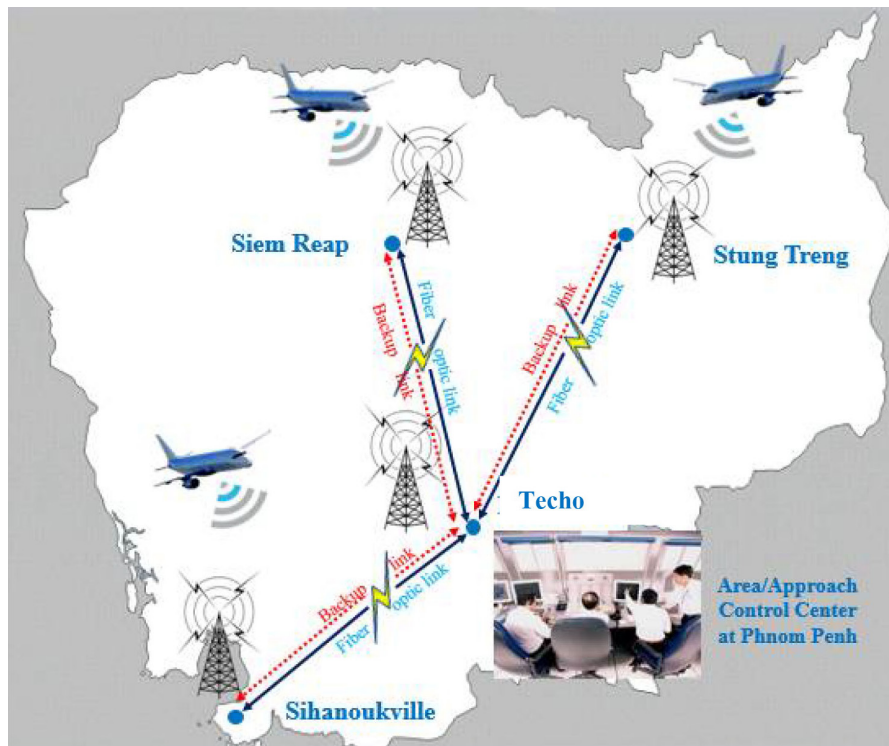 Siem Reap
Stung Treng
Fiber
optic link
Backup link
Backup link
optic link
Fiber
Techo
Backup link
Fiber
optic link
Area/Approach
Control Center
at Phnom Penh
Sihanoukville